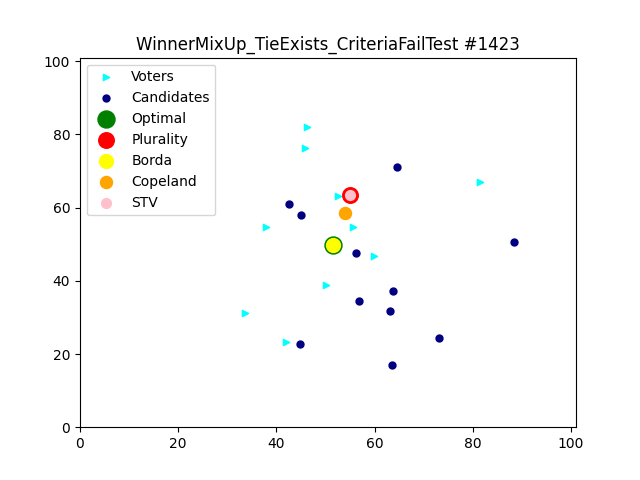 WinnerMixUp_TieExists_CriteriaFailTest #1423
100
80
60
40
20
0
Voters
Candidates
Optimal
Plurality
Borda
Copeland
STV
0 20 40 60 80 100